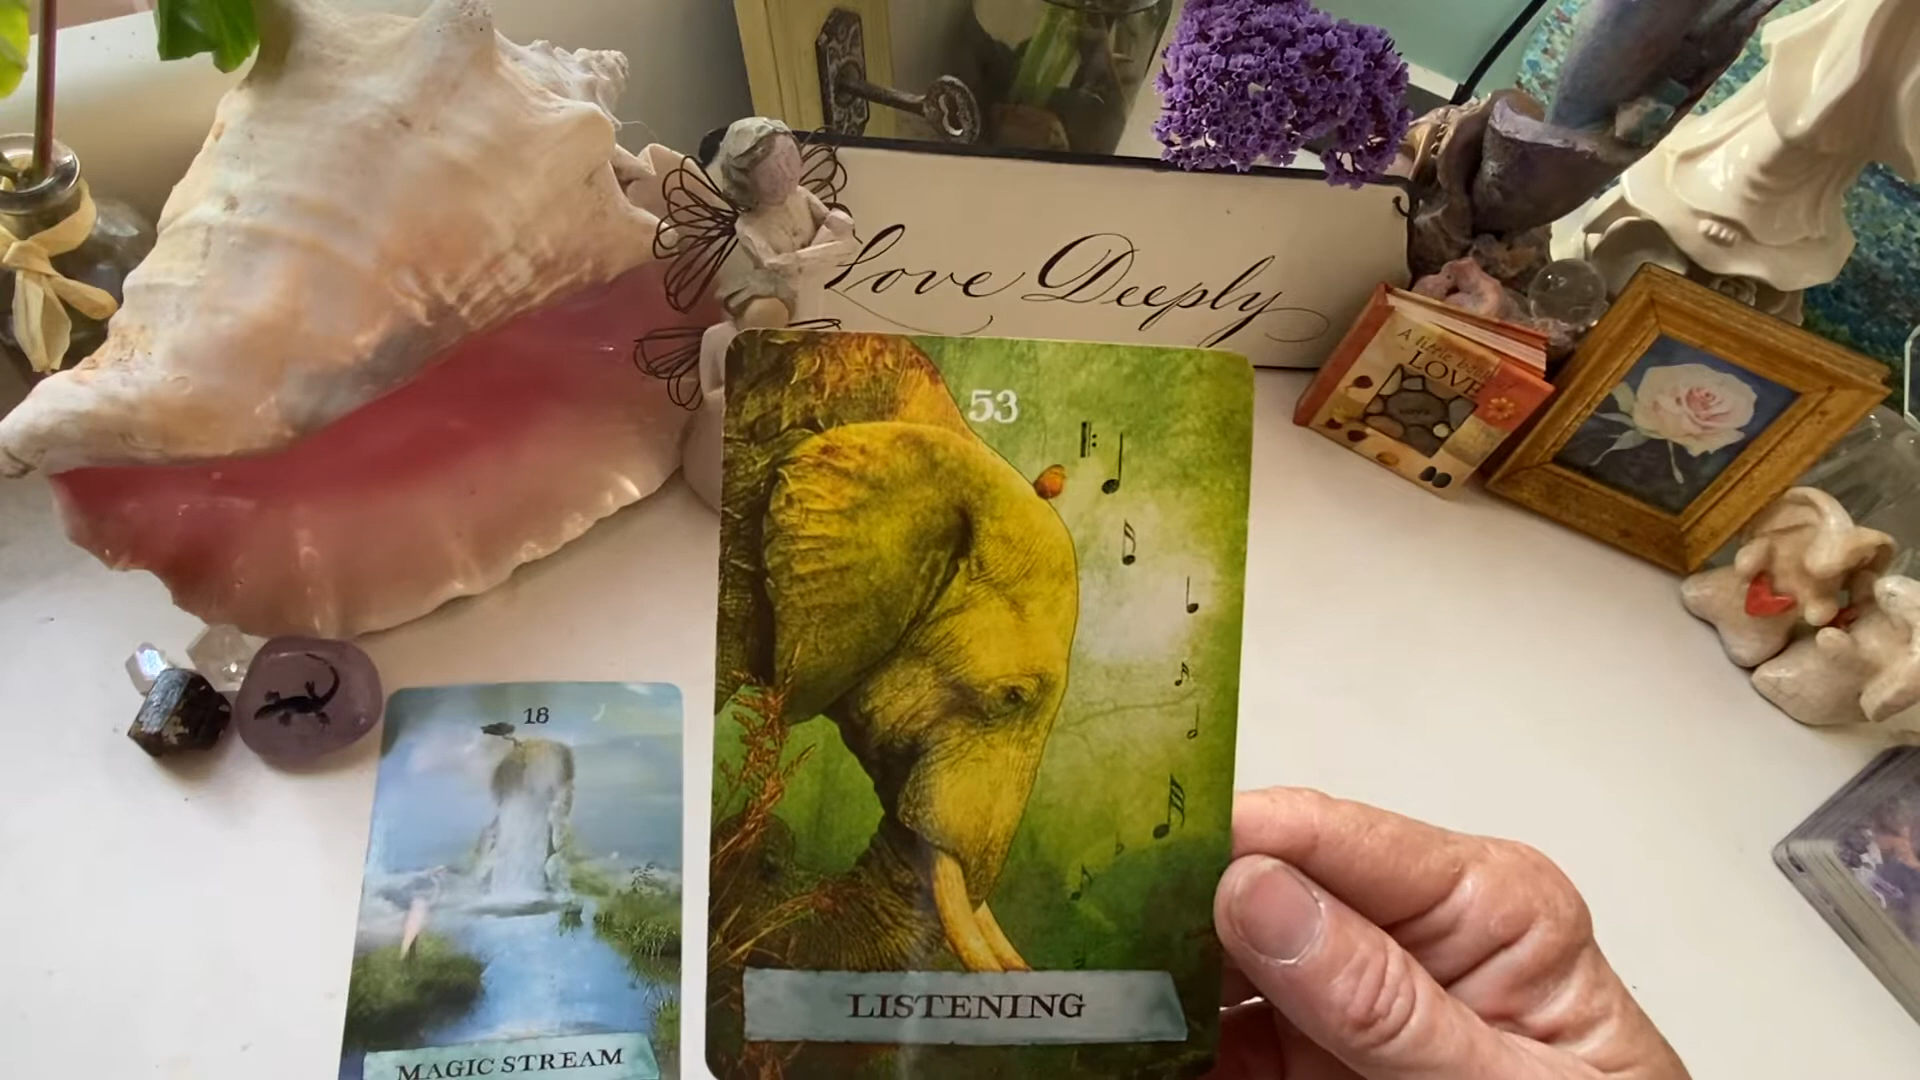 Love Deeply
A little book of
LOVE
53
LISTENING
18
MAGIC STREAM